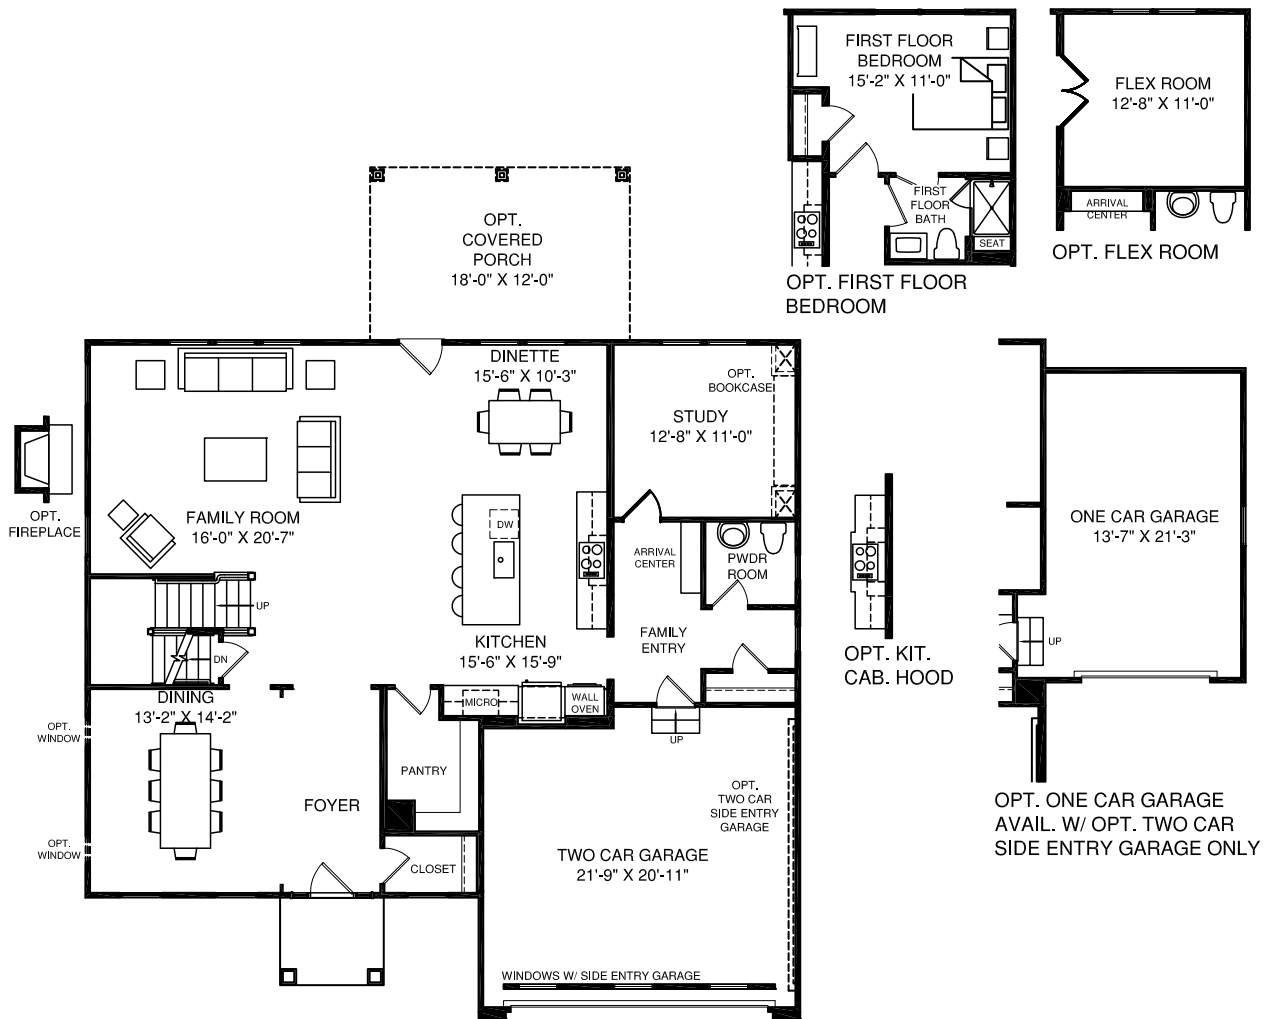 FIRST FLOOR
BEDROOM
15'-2" X 11'-0"
FIRST
FLOOR
BATH
SEAT
OPT. FIRST FLOOR
BEDROOM
FLEX ROOM
12'-8" X 11'-0"
ARRIVAL
CENTER
OPT. FLEX ROOM
OPT.
COVERED
PORCH
18'-0" X 12'-0"
DINETTE
15'-6" X 10'-3"
OPT.
BOOKCASE
STUDY
12'-8" X 11'-0"
OPT.
FIREPLACE
FAMILY ROOM
16'-0" X 20'-7"
DW
ARRIVAL
CENTER
PWDR
ROOM
UP
DN
KITCHEN
15'-6" X 15'-9"
FAMILY
ENTRY
MICRO
WALL
OVEN
UP
DINING
13'-2" X 14'-2"
OPT.
WINDOW
OPT.
WINDOW
FOYER
PANTRY
CLOSET
OPT.
TWO CAR
SIDE ENTRY
GARAGE
TWO CAR GARAGE
21'-9" X 20'-11"
WINDOWS W/ SIDE ENTRY GARAGE
OPT. KIT.
CAB. HOOD
ONE CAR GARAGE
13'-7" X 21'-3"
UP
OPT. ONE CAR GARAGE
AVAIL. W/ OPT. TWO CAR
SIDE ENTRY GARAGE ONLY